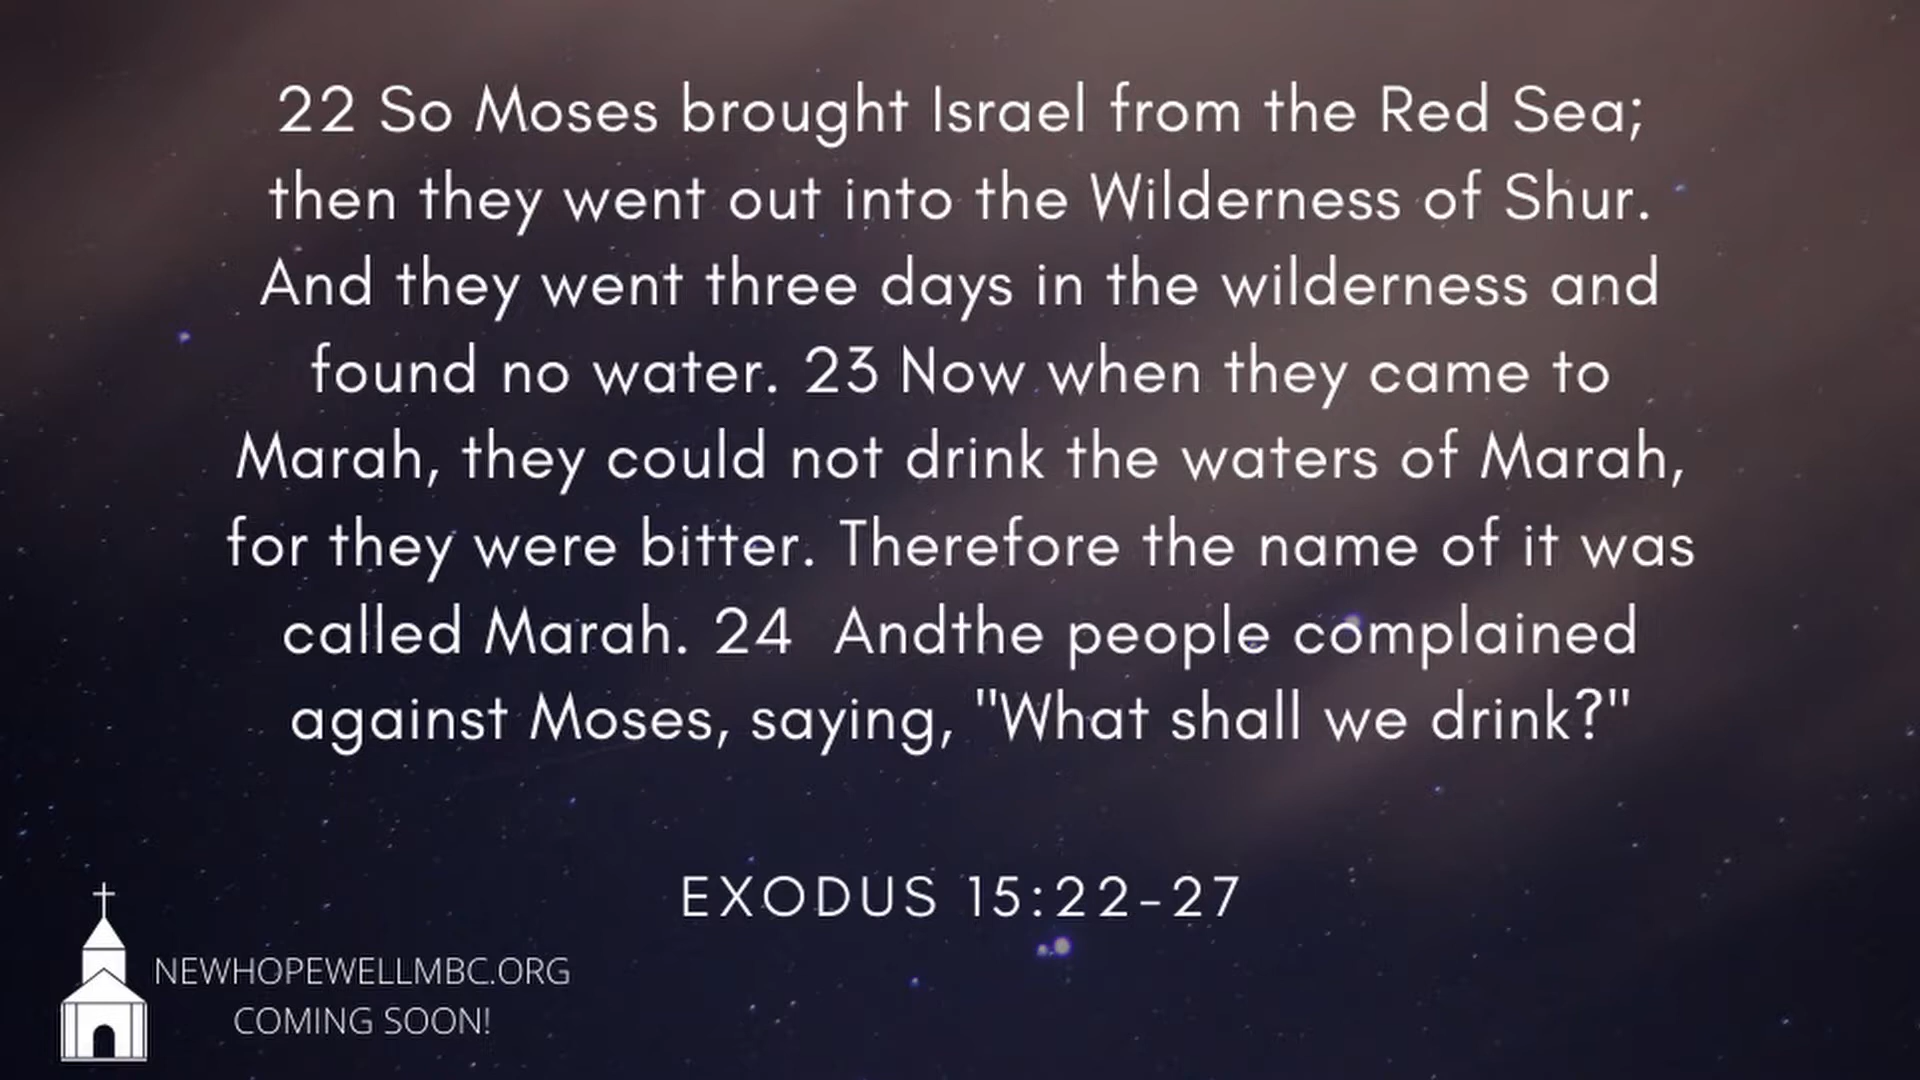 22 So Moses brought Israel from the Red Sea;
then they went out into the Wilderness of Shur.
And they went three days in the wilderness and
found no water. 23 Now when they came to
Marah, they could not drink the waters of Marah,
for they were bitter. Therefore the name of it was
called Marah. 24  Andthe people complained
against Moses, saying, "What shall we drink?"
EXODUS 15:22-27
NEWHOPEWELLMBC.ORG
COMING SOON!